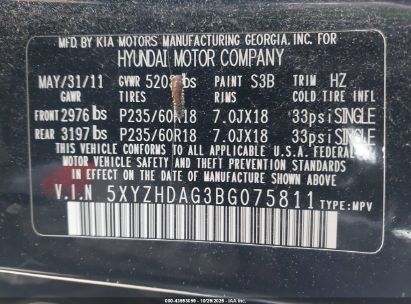 MFD. BY KIA MOTORS MANUFACTURING GEORGIA. INC. FOR
HYUNDAI MOTOR COMPANY
MAY/31/11 GVWR lbs PAINT S3B TRIM HZ
GAWR TIRES RIMS COLD TIRE INFL
FRONT 2976 lbs P235/60R18 7.0JX18 33psi SINGLE
REAR 3197 lbs P235/60R18 7.0JX18 33psi SINGLE
THIS VEHICLE CONFORMS TO ALL APPLICABLE U.S.A. FEDERAL
MOTOR VEHICLE SAFETY AND THEFT PREVENTION STANDARDS
IN EFFECT ON THE DATE OF MANUFACTURE SHOWN ABOVE.
V.I.N 5XYZHDAG3BG075811 TYPE:MPV